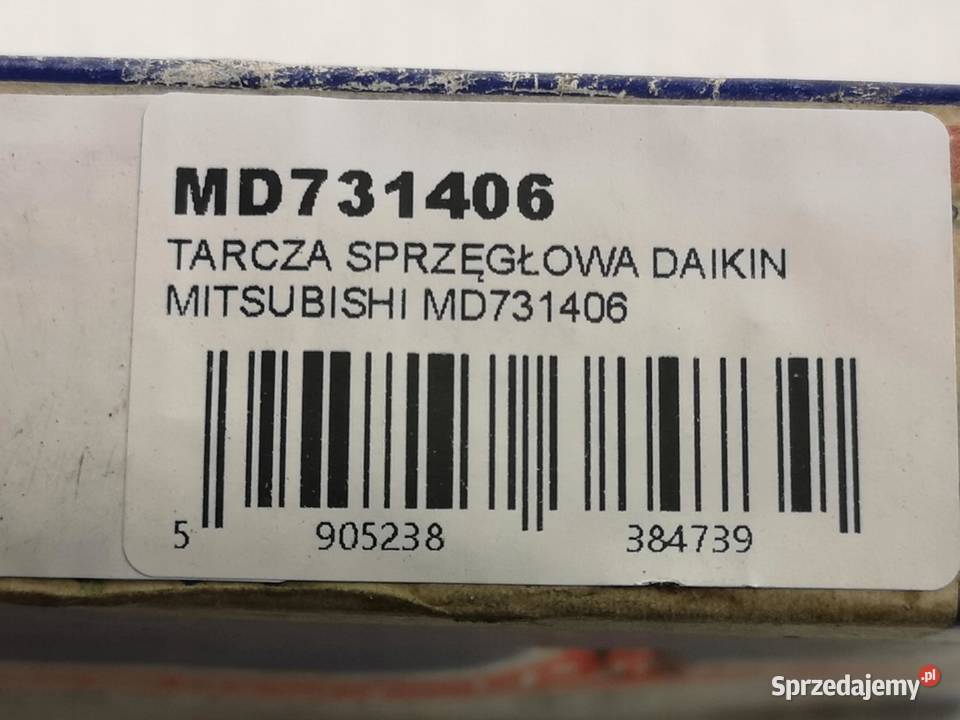 MD731406
TARCZA SPRZĘGŁOWA DAIKIN
MITSUBISHI MD731406
5 905238 384739
Sprzedajemy.pl